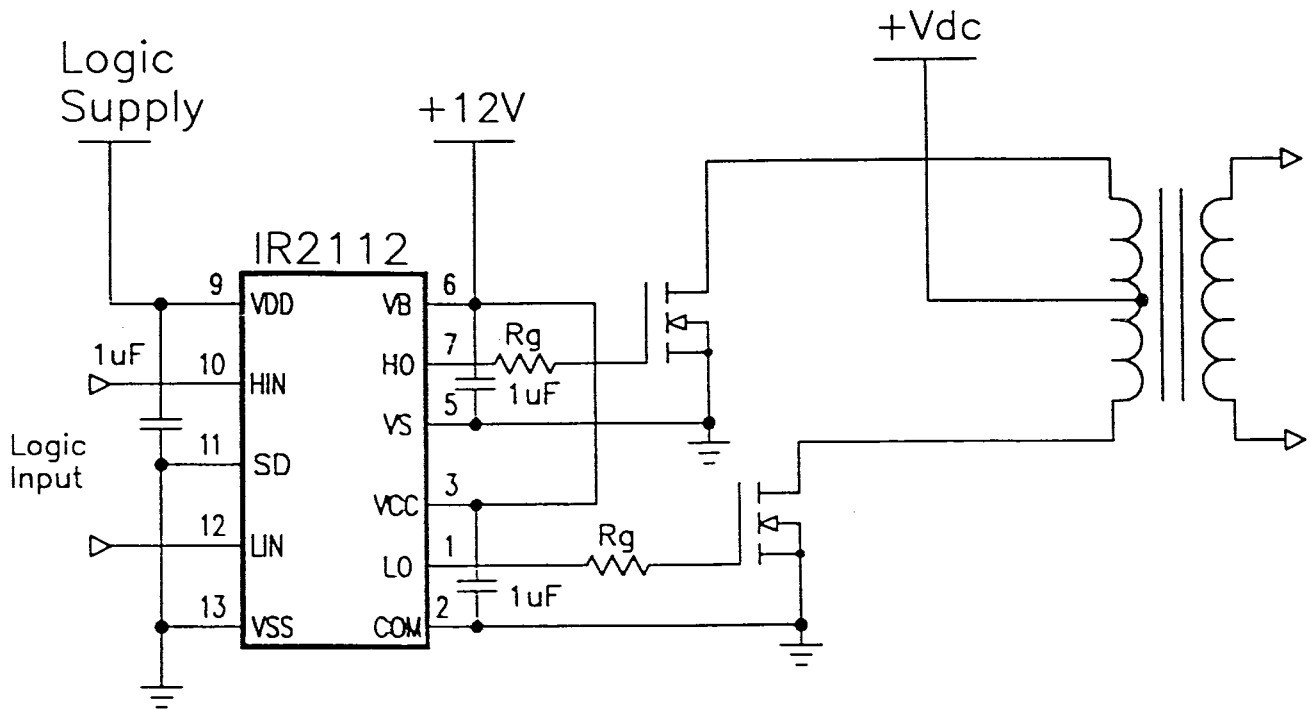 +Vdc
Logic
Supply
+12V
IR2112
9
VDD
VB
6
1uF
10
HIN
HO
7
Rg
1uF
VS
5
Logic
Input
11
SD
VCC
3
12
LIN
LO
1
Rg
1uF
13
VSS
COM
2